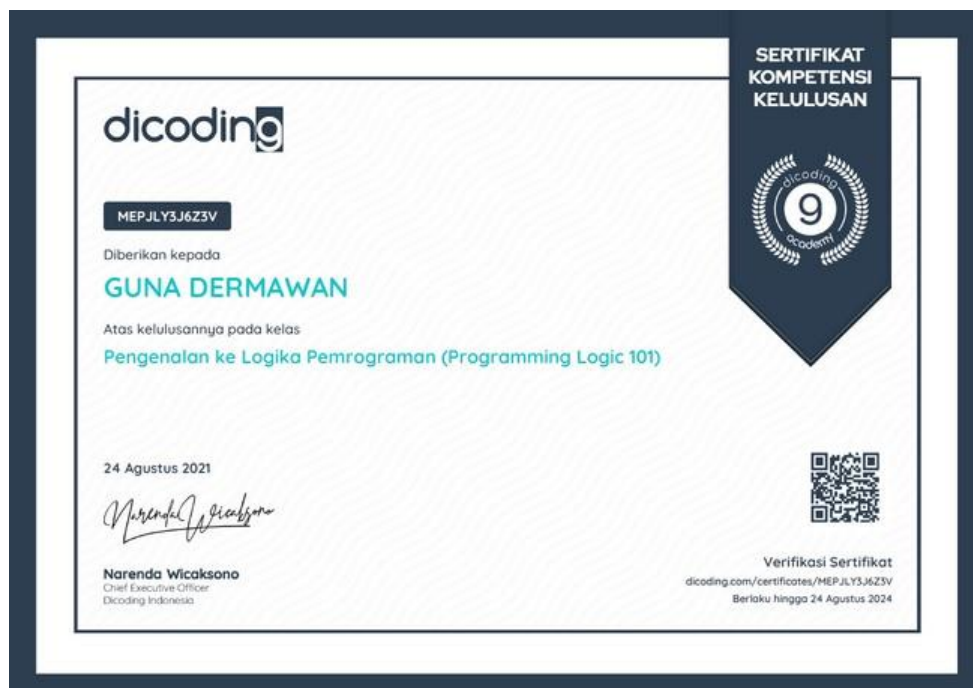 SERTIFIKAT
KOMPETENSI
KELULUSAN
dicoding
dicoding
9
academy
MEPJLY3J6Z3V
Diberikan kepada
GUNA DERMAWAN
Atas kelulusannya pada kelas
Pengenalan ke Logika Pemrograman (Programming Logic 101)
24 Agustus 2021
Narenda Wicaksono
Narenda Wicaksono
Chief Executive Officer
Dicoding Indonesia
Verifikasi Sertifikat
dicoding.com/certificates/MEPJLY3J6Z3V
Berlaku hingga 24 Agustus 2024